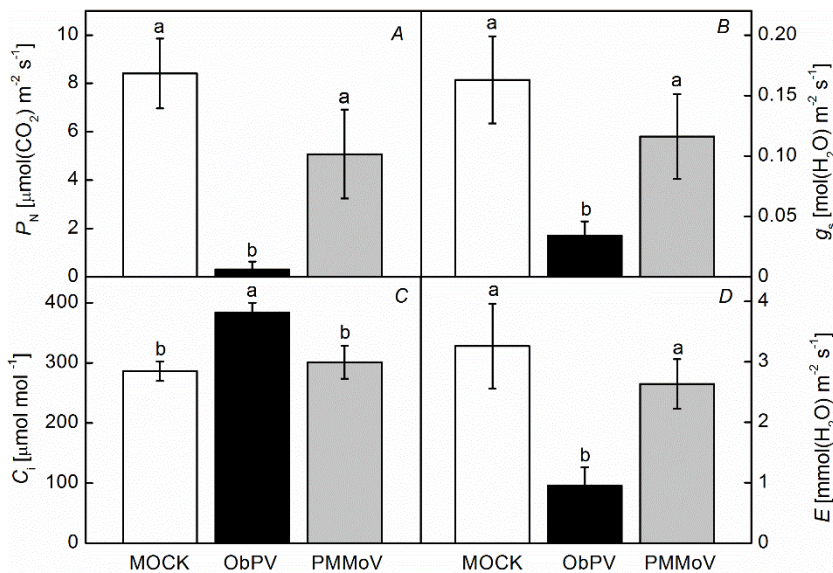 A
10
8
6
4
2
0
P_N [μmol(CO₂) m⁻² s⁻¹]
a
b
a
B
0.20
0.15
0.10
0.05
0
g_s [mol(H₂O) m⁻² s⁻¹]
a
b
a
C
400
300
200
100
0
C_i [μmol mol⁻¹]
b
a
b
D
4
3
2
1
0
E [mmol(H₂O) m⁻² s⁻¹]
a
b
a
MOCK ObPV PMMoV MOCK ObPV PMMoV